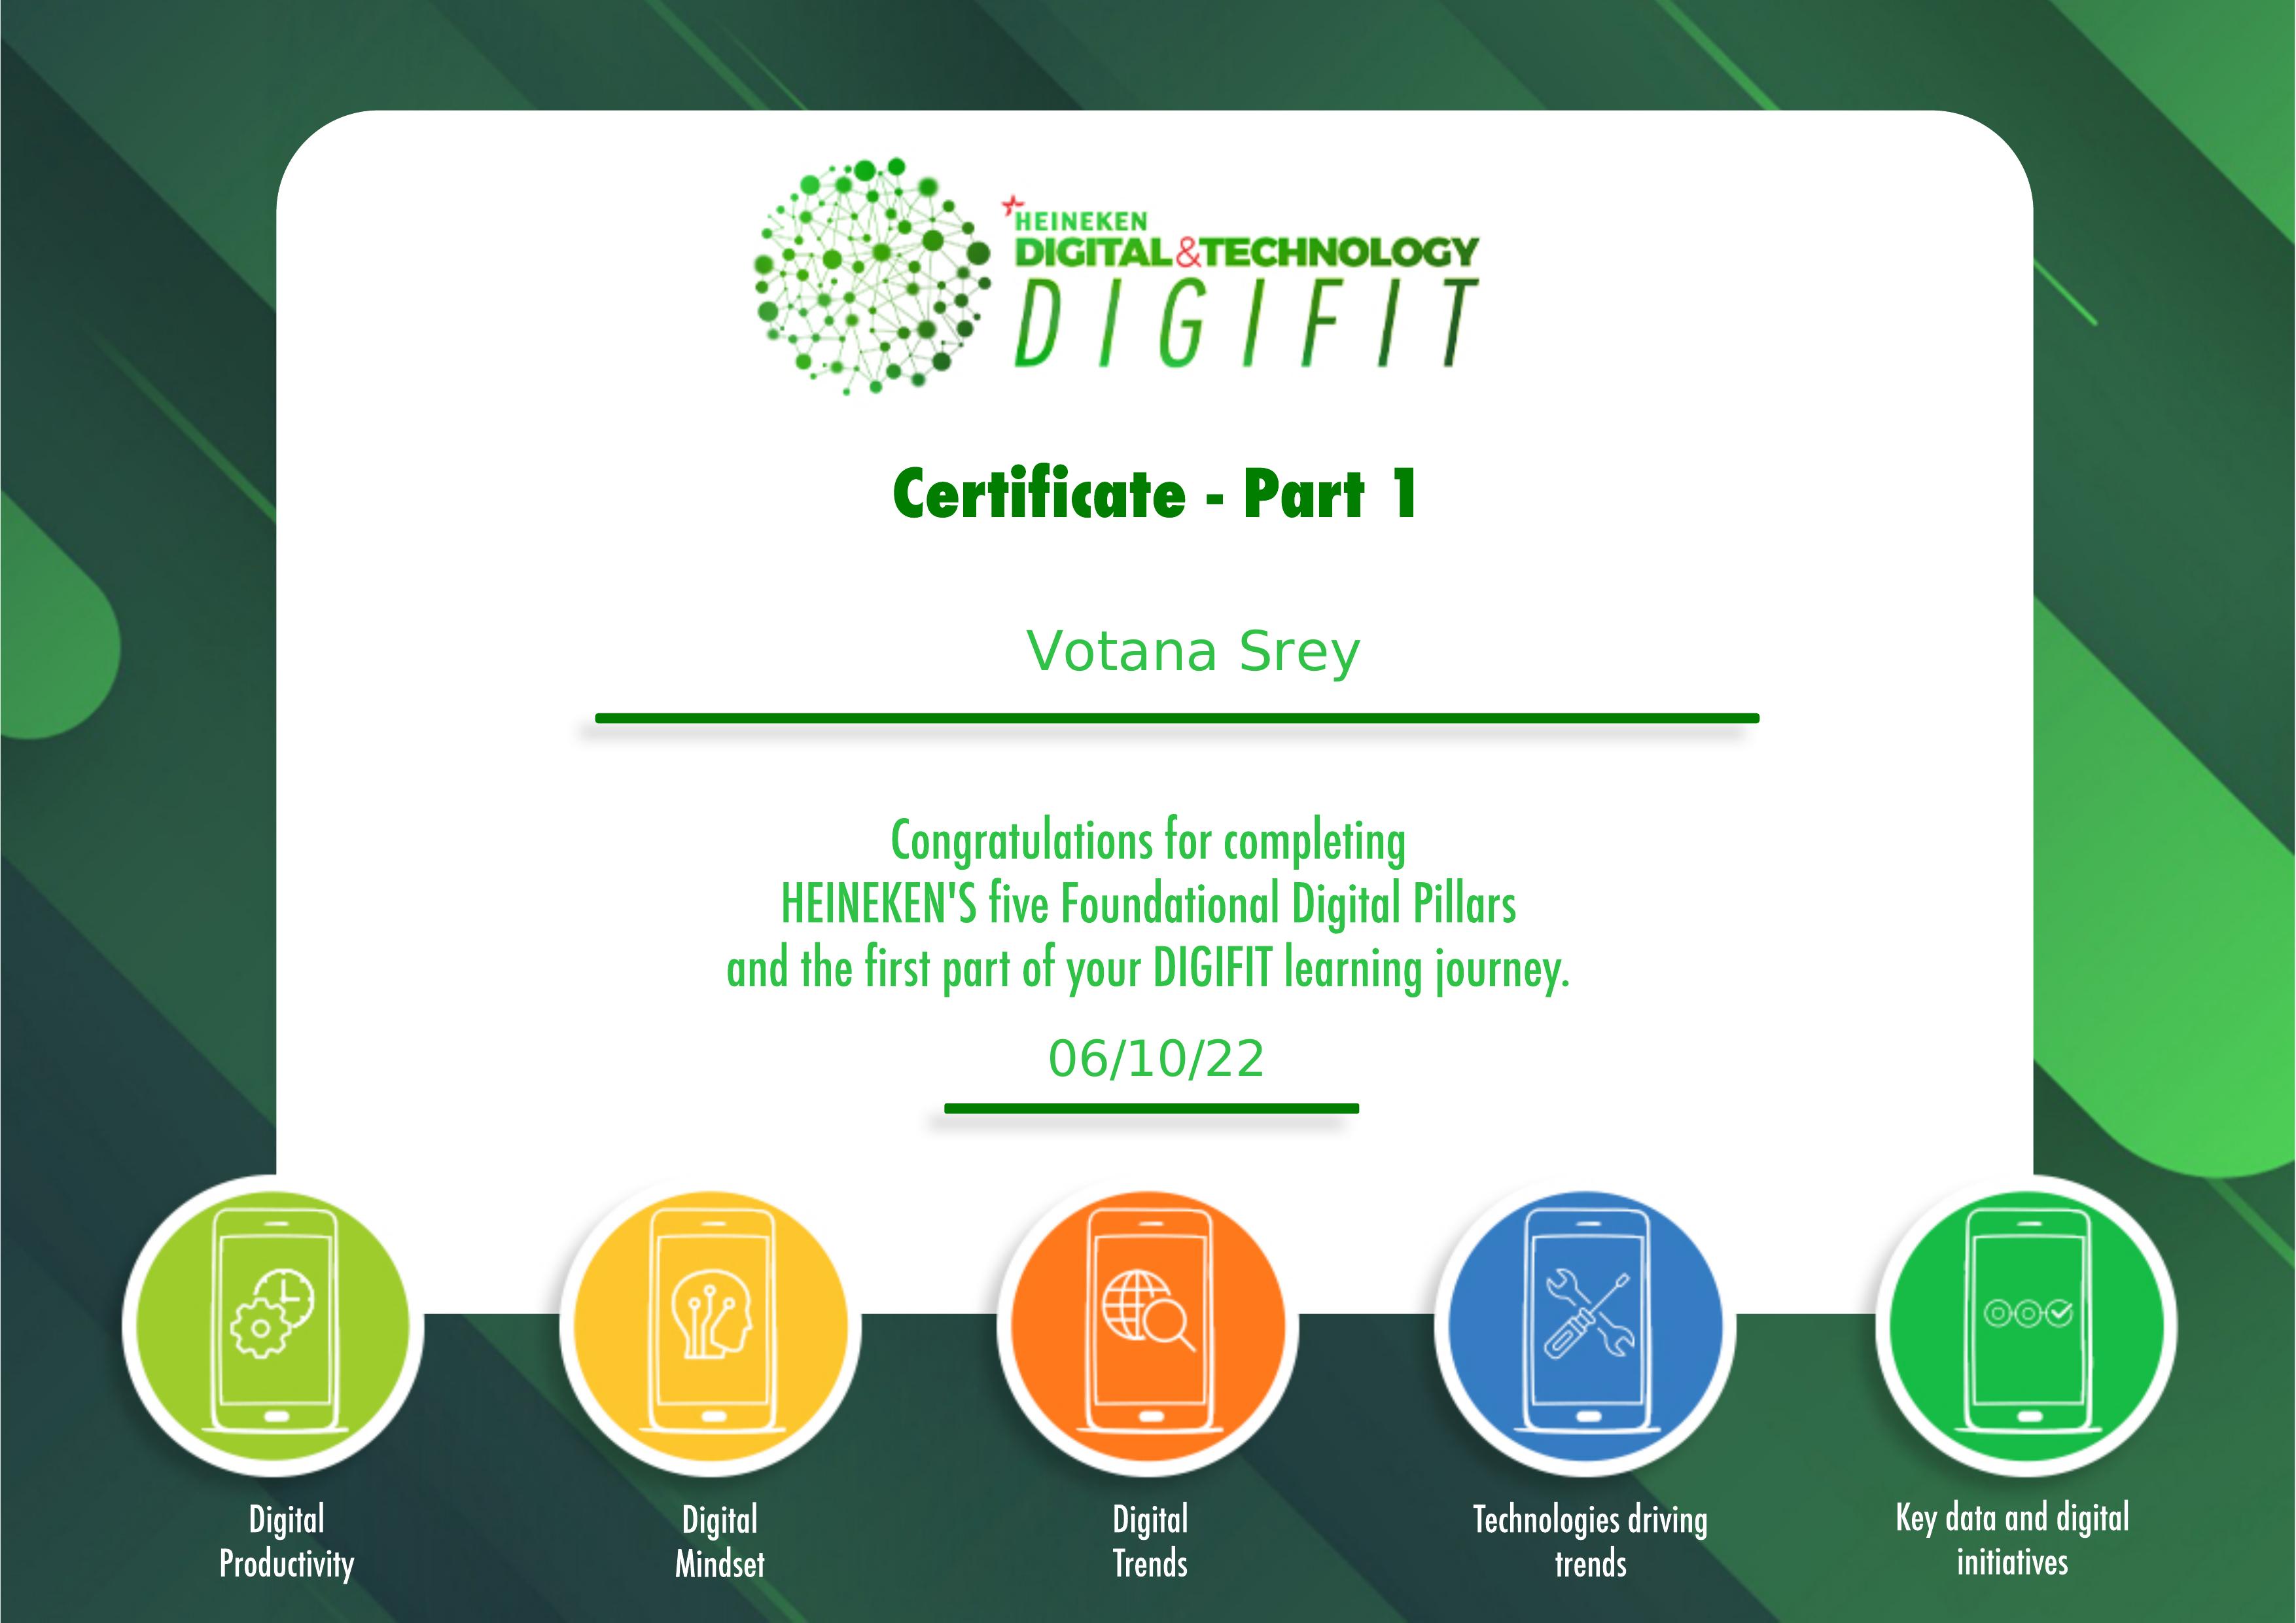 HEINEKEN
DIGITAL&TECHNOLOGY
DIGIFIT
Certificate - Part 1
Votana Srey
Congratulations for completing
HEINEKEN'S five Foundational Digital Pillars
and the first part of your DIGIFIT learning journey.
06/10/22
Digital
Productivity
Digital
Mindset
Digital
Trends
Technologies driving
trends
Key data and digital
initiatives